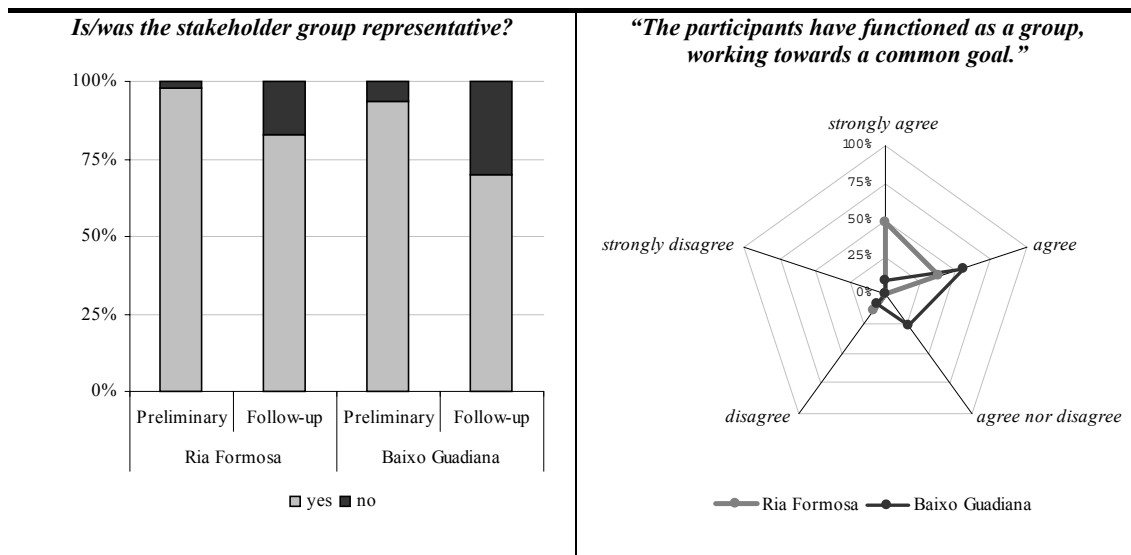 Is/was the stakeholder group representative?
100%
75%
50%
25%
0%
Preliminary Follow-up Preliminary Follow-up
Ria Formosa Baixo Guadiana
yes no
“The participants have functioned as a group,
working towards a common goal.”
strongly agree
100%
75%
50%
25%
0%
strongly disagree
agree
disagree
agree nor disagree
Ria Formosa Baixo Guadiana